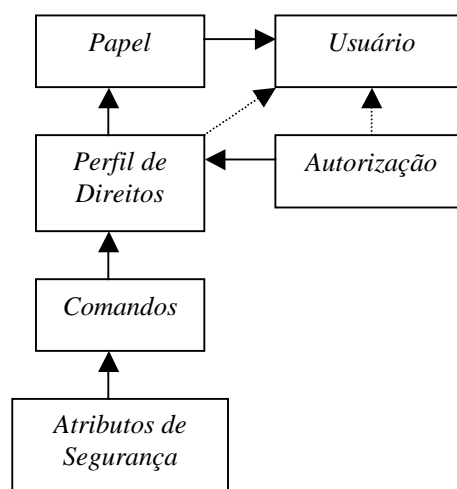 Papel
Usuário
Perfil de
Direitos
Autorização
Comandos
Atributos de
Segurança